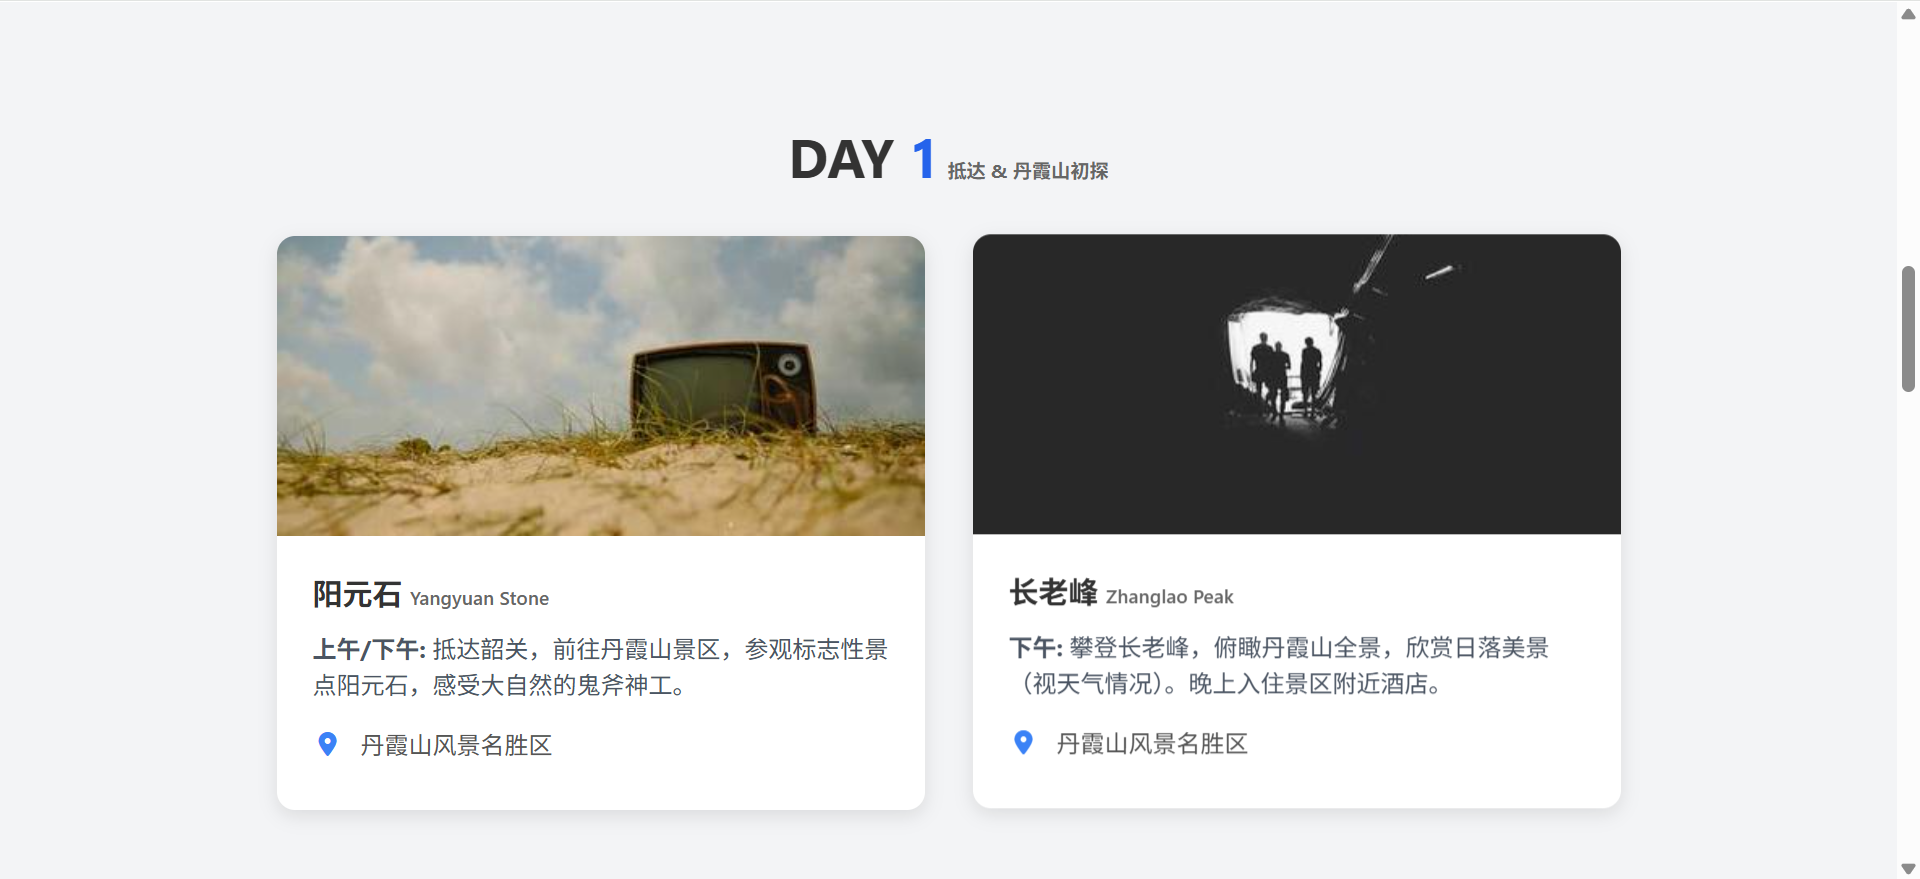 DAY 1 抵达 & 丹霞山初探
阳元石 Yangyuan Stone
上午/下午: 抵达韶关，前往丹霞山景区，参观标志性景
点阳元石，感受大自然的鬼斧神工。
丹霞山风景名胜区
长老峰 Zhanglao Peak
下午: 攀登长老峰，俯瞰丹霞山全景，欣赏日落美景
（视天气情况）。晚上入住景区附近酒店。
丹霞山风景名胜区